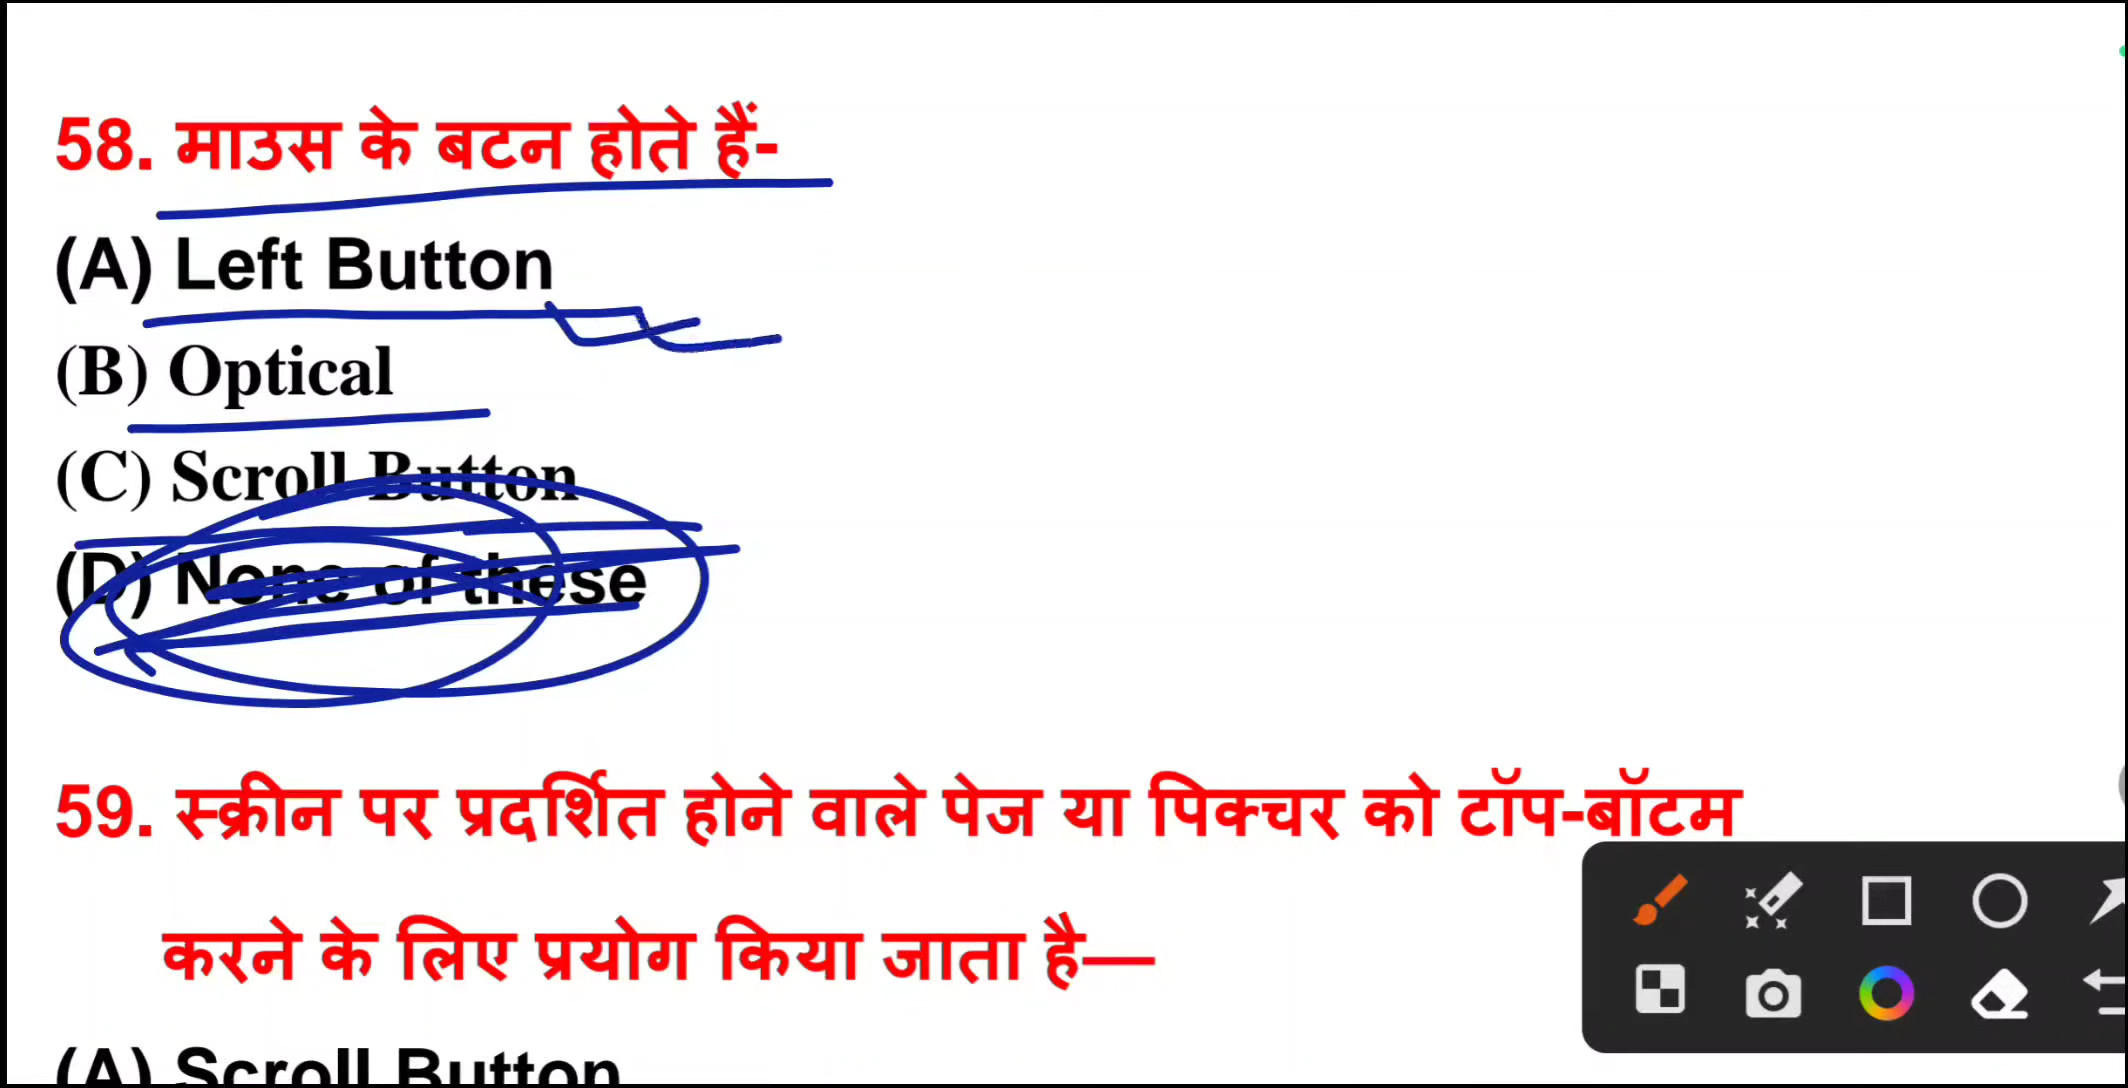 58. माउस के बटन होते हैं-
(A) Left Button
(B) Optical
(C) Scroll Button
(D) None of these
59. स्क्रीन पर प्रदर्शित होने वाले पेज या पिक्चर को टॉप-बॉटम
करने के लिए प्रयोग किया जाता है—
(A) Scroll Button